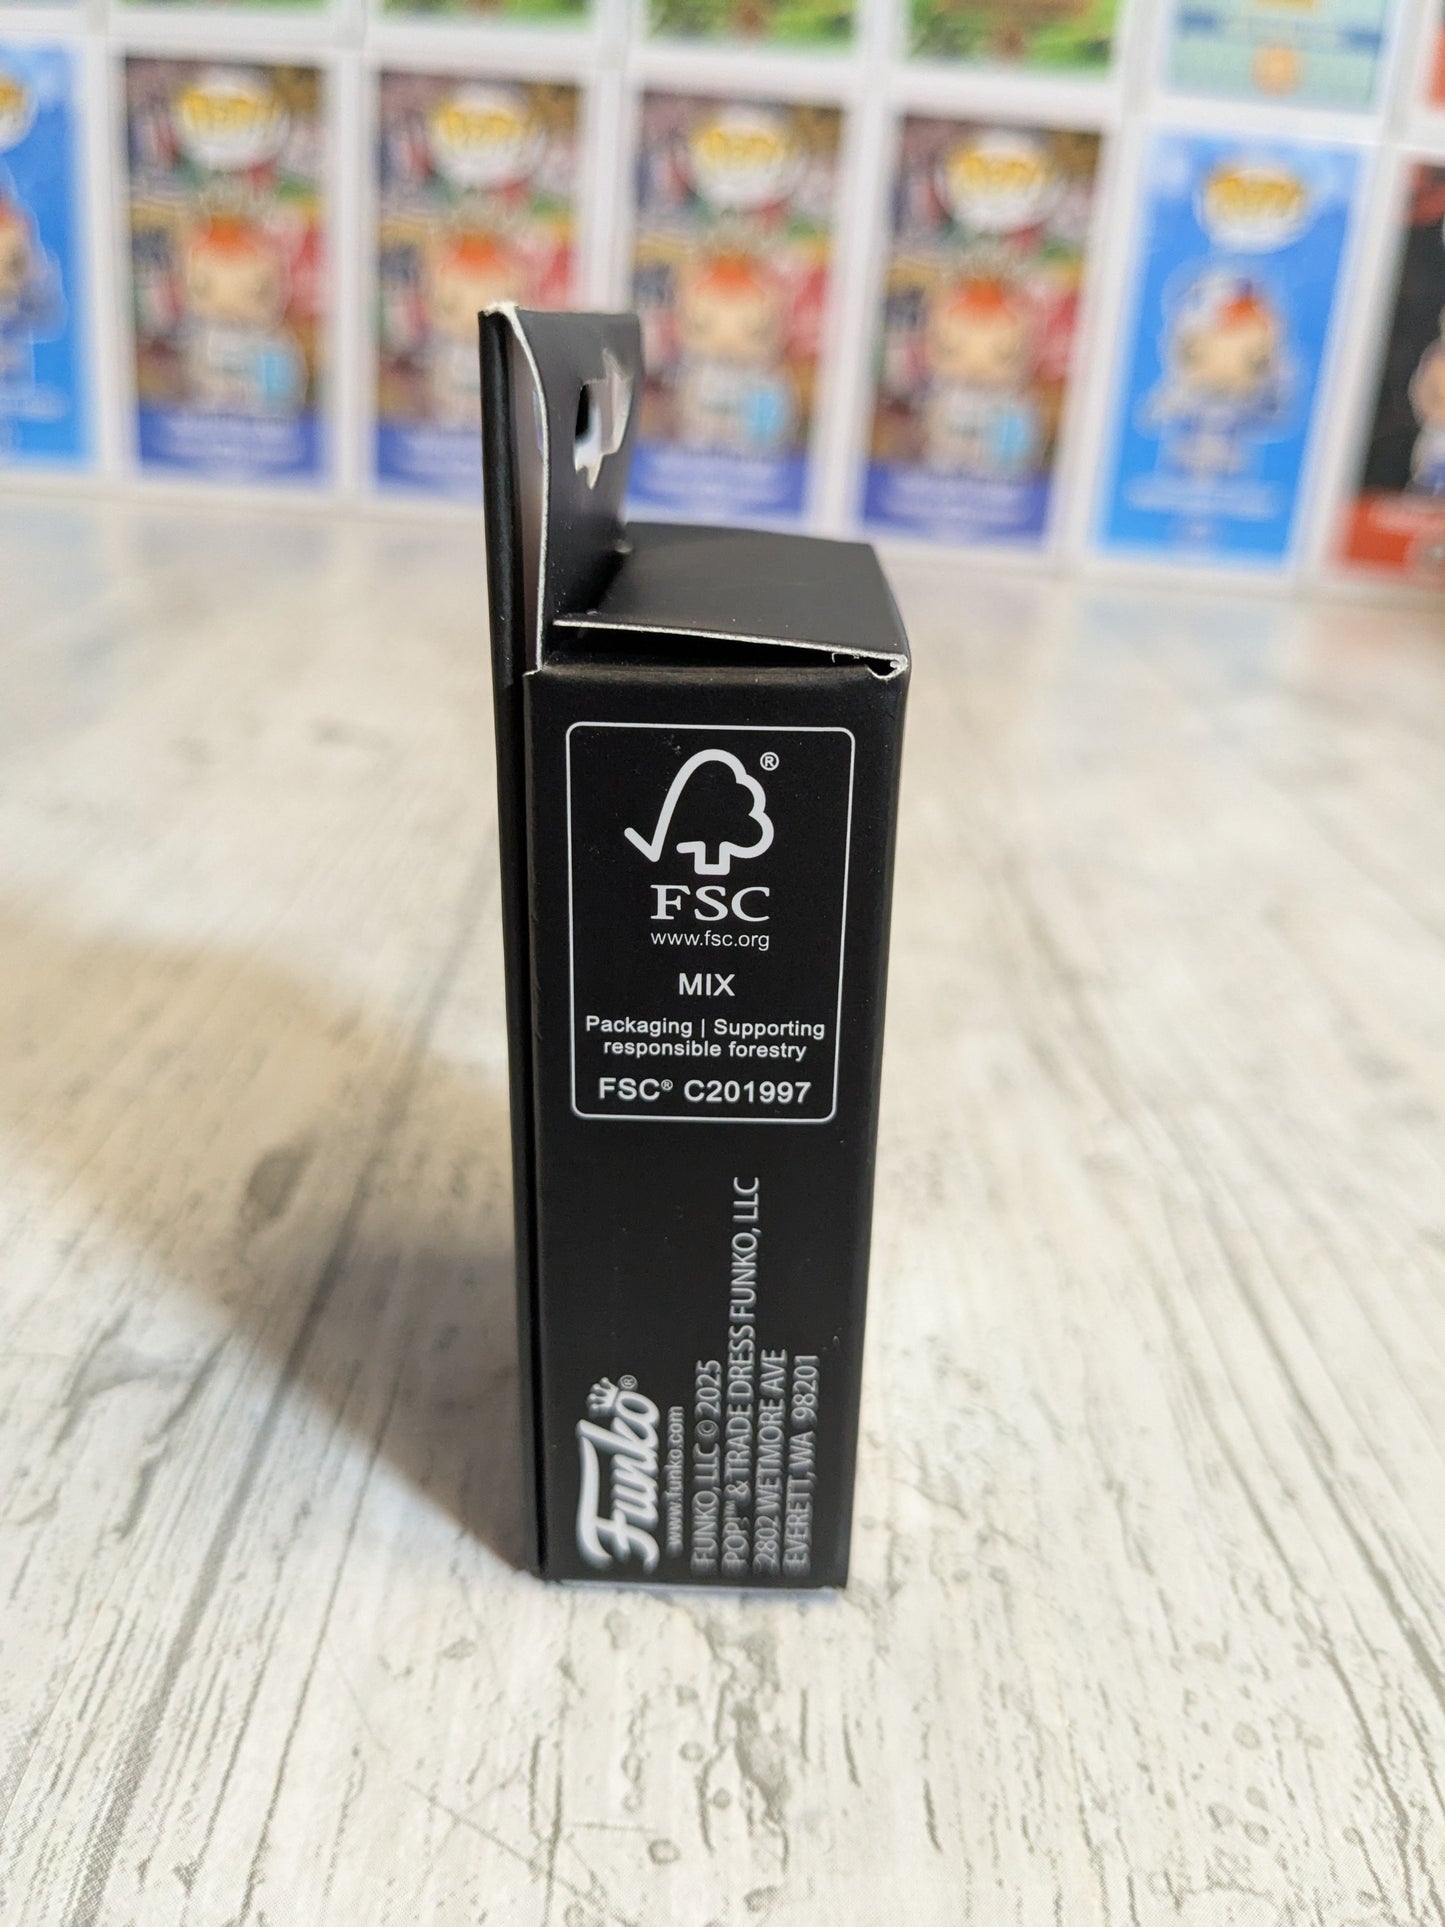 ®
FSC
www.fsc.org
MIX
Packaging | Supporting
responsible forestry
FSC® C201997
Funko®
www.funko.com
FUNKO, LLC © 2025
POP!™ & TRADE DRESS FUNKO, LLC
2802 WETMORE AVE
EVERETT, WA 98201